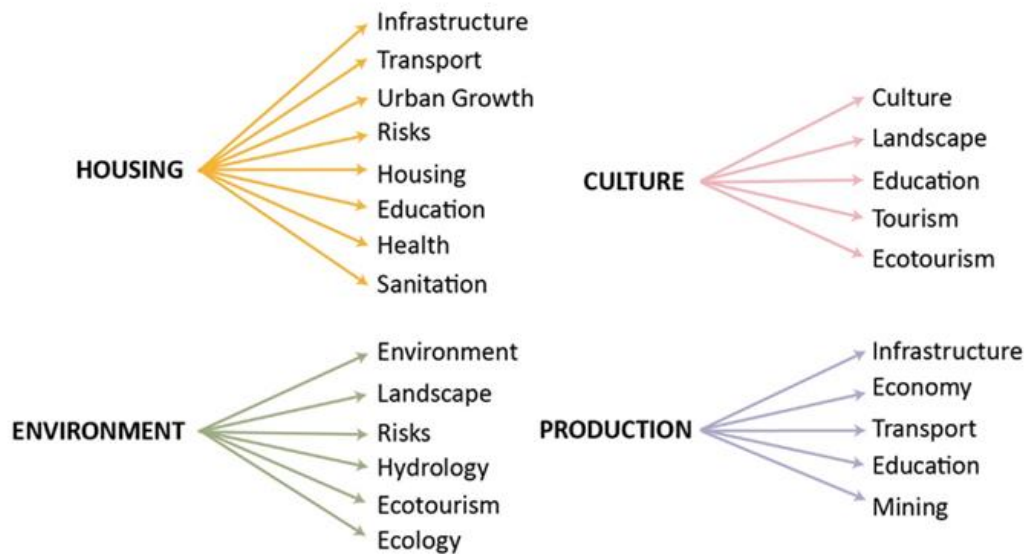 HOUSING
Infrastructure
Transport
Urban Growth
Risks
Housing
Education
Health
Sanitation
CULTURE
Culture
Landscape
Education
Tourism
Ecotourism
ENVIRONMENT
Environment
Landscape
Risks
Hydrology
Ecotourism
Ecology
PRODUCTION
Infrastructure
Economy
Transport
Education
Mining